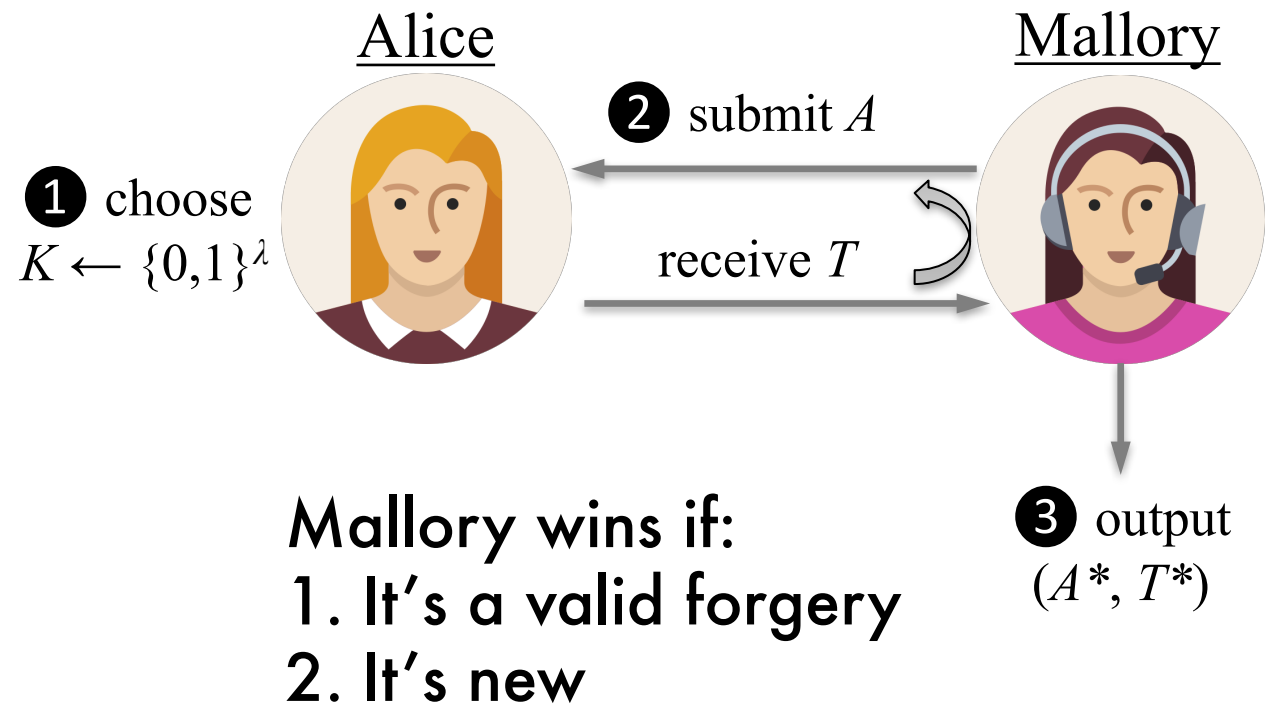 Alice
Mallory
❷ submit A
❶ choose
K ← {0,1}^λ
receive T
❸ output
(A*, T*)
Mallory wins if:
1. It's a valid forgery
2. It's new